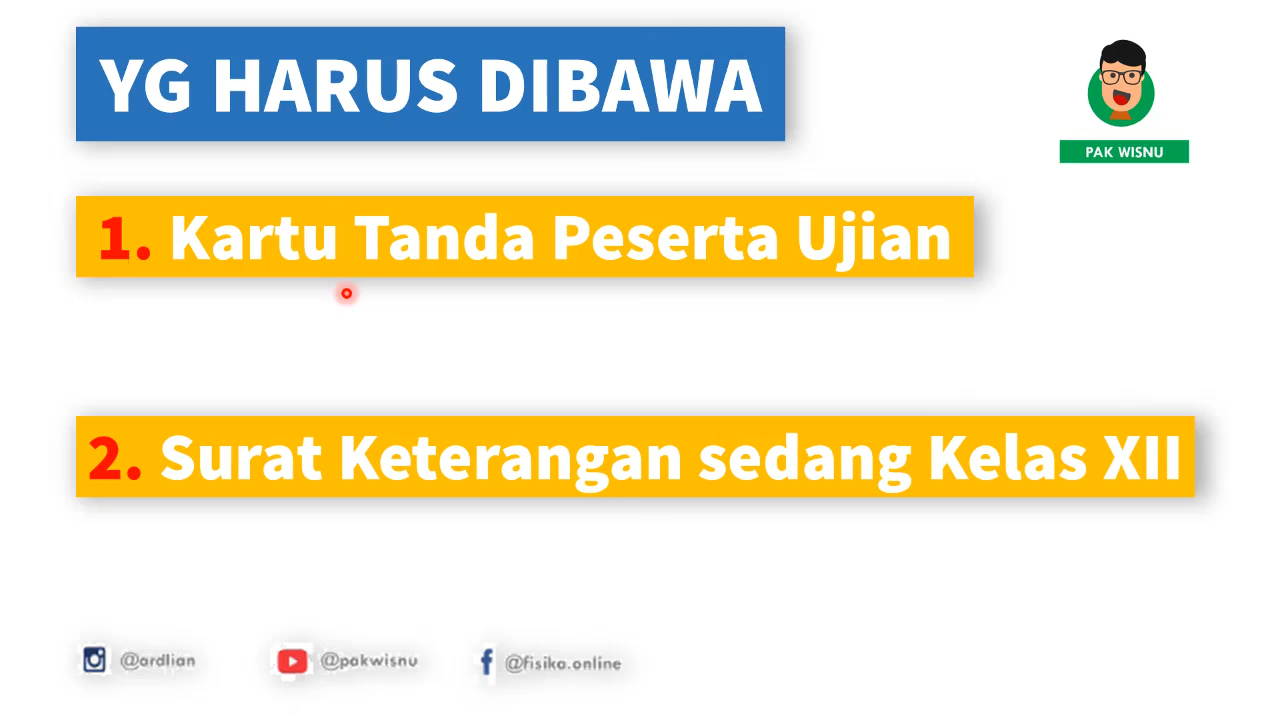 YG HARUS DIBAWA
PAK WISNU
1. Kartu Tanda Peserta Ujian
2. Surat Keterangan sedang Kelas XII
@ardlian
@pakwisnu
@fisika.online